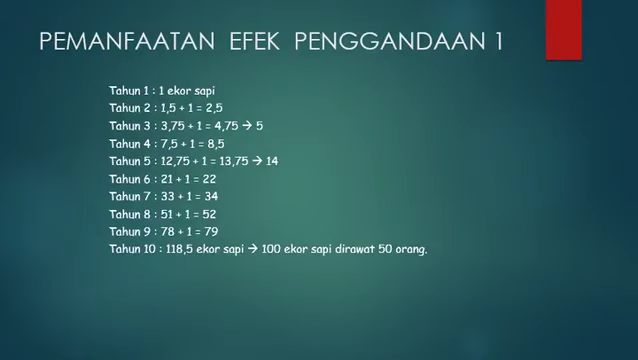 PEMANFAATAN EFEK PENGGANDAAN 1
Tahun 1 : 1 ekor sapi
Tahun 2 : 1,5 + 1 = 2,5
Tahun 3 : 3,75 + 1 = 4,75 → 5
Tahun 4 : 7,5 + 1 = 8,5
Tahun 5 : 12,75 + 1 = 13,75 → 14
Tahun 6 : 21 + 1 = 22
Tahun 7 : 33 + 1 = 34
Tahun 8 : 51 + 1 = 52
Tahun 9 : 78 + 1 = 79
Tahun 10 : 118,5 ekor sapi → 100 ekor sapi dirawat 50 orang.